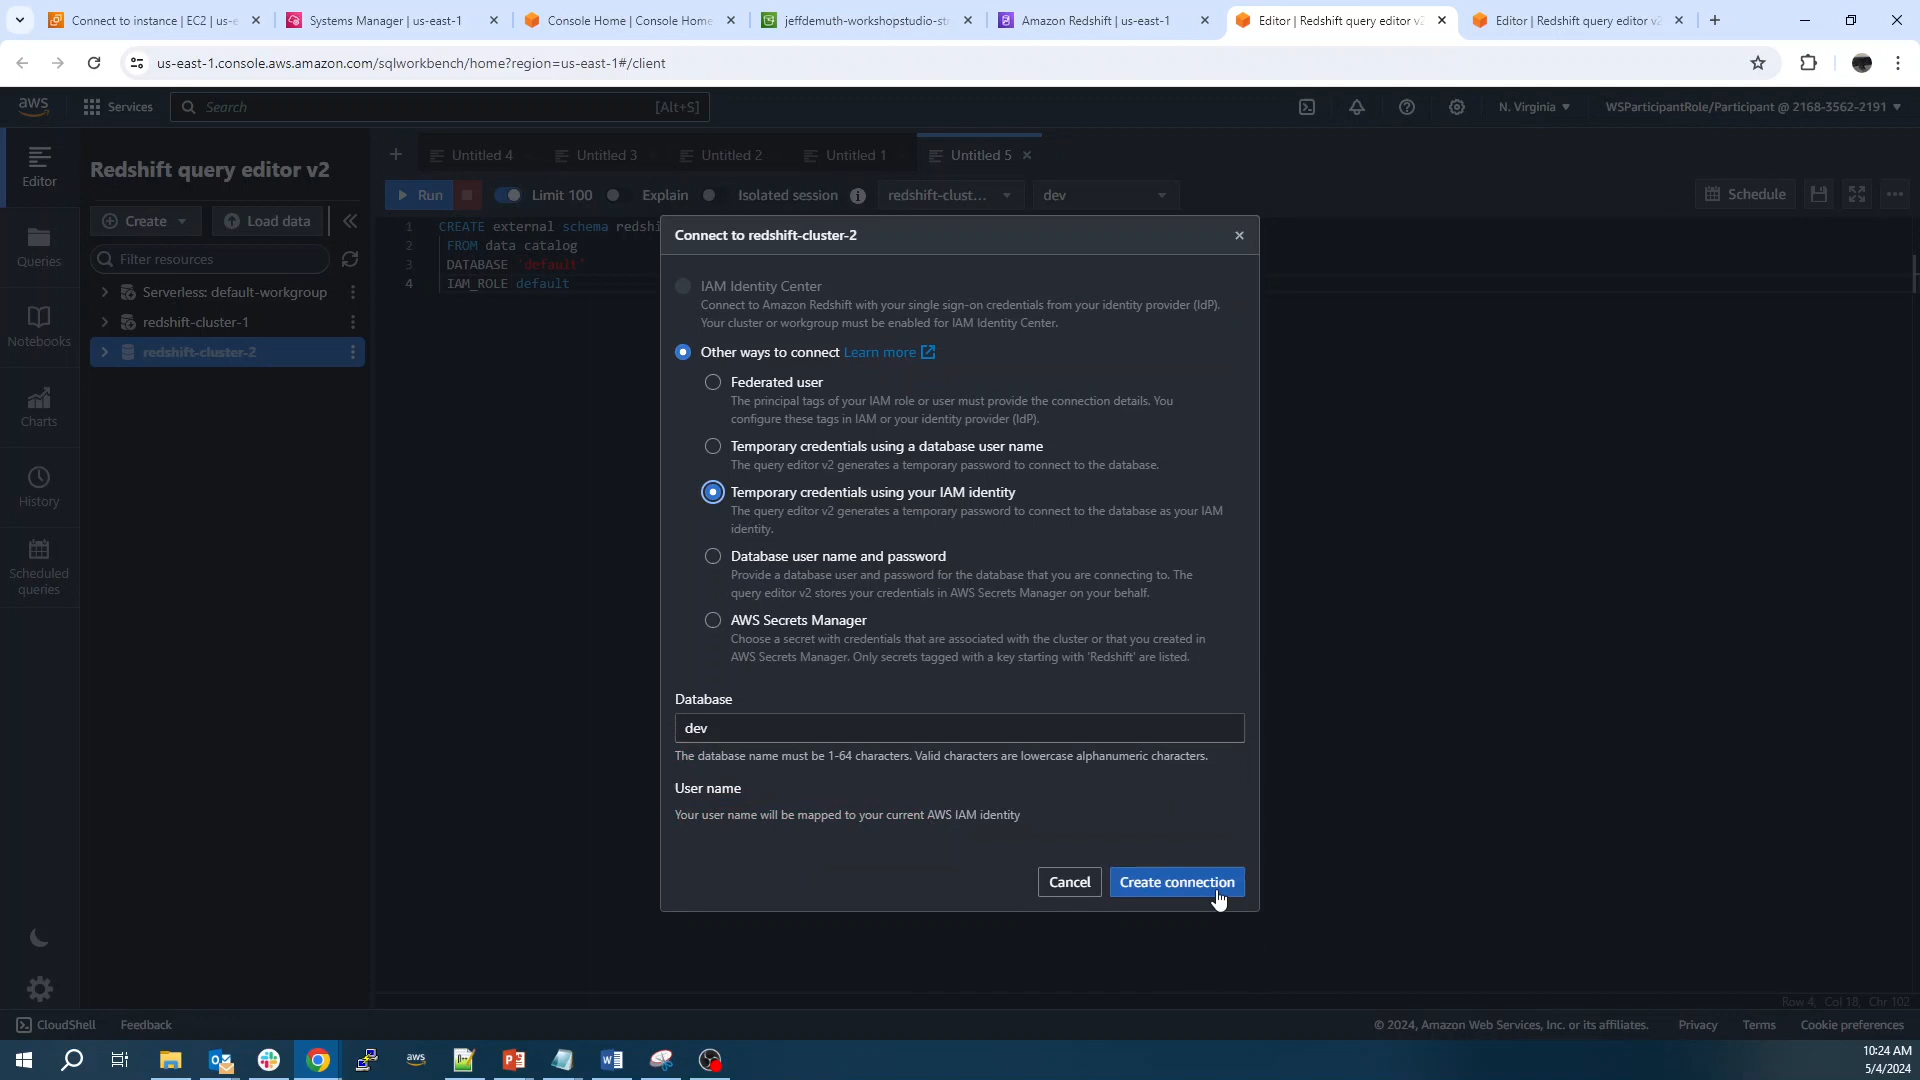 Connect to instance | EC2 | us-e
Systems Manager | us-east-1
Console Home | Console Home
jeffdemuth-workshopstudio-str
Amazon Redshift | us-east-1
Editor | Redshift query editor v2
Editor | Redshift query editor v2
us-east-1.console.aws.amazon.com/sqlworkbench/home?region=us-east-1#/client
aws
Services
Search
[Alt+S]
N. Virginia
WSParticipantRole/Participant @ 2168-3562-2191
Editor
Queries
Notebooks
Charts
History
Scheduled
queries
Redshift query editor v2
Create
Load data
Filter resources
Serverless: default-workgroup
redshift-cluster-1
redshift-cluster-2
Untitled 4
Untitled 3
Untitled 2
Untitled 1
Untitled 5
Run
Limit 100
Explain
Isolated session
redshift-clust...
dev
Schedule
1 CREATE external schema redshi
2 FROM data catalog
3 DATABASE 'default'
4 IAM_ROLE default
Connect to redshift-cluster-2
IAM Identity Center
Connect to Amazon Redshift with your single sign-on credentials from your identity provider (IdP).
Your cluster or workgroup must be enabled for IAM Identity Center.
Other ways to connect Learn more
Federated user
The principal tags of your IAM role or user must provide the connection details. You
configure these tags in IAM or your identity provider (IdP).
Temporary credentials using a database user name
The query editor v2 generates a temporary password to connect to the database.
Temporary credentials using your IAM identity
The query editor v2 generates a temporary password to connect to the database as your IAM
identity.
Database user name and password
Provide a database user and password for the database that you are connecting to. The
query editor v2 stores your credentials in AWS Secrets Manager on your behalf.
AWS Secrets Manager
Choose a secret with credentials that are associated with the cluster or that you created in
AWS Secrets Manager. Only secrets tagged with a key starting with 'Redshift' are listed.
Database
dev
The database name must be 1-64 characters. Valid characters are lowercase alphanumeric characters.
User name
Your user name will be mapped to your current AWS IAM identity
Cancel
Create connection
Row 4, Col 18, Chr 102
CloudShell
Feedback
© 2024, Amazon Web Services, Inc. or its affiliates.
Privacy
Terms
Cookie preferences
aws
10:24 AM
5/4/2024